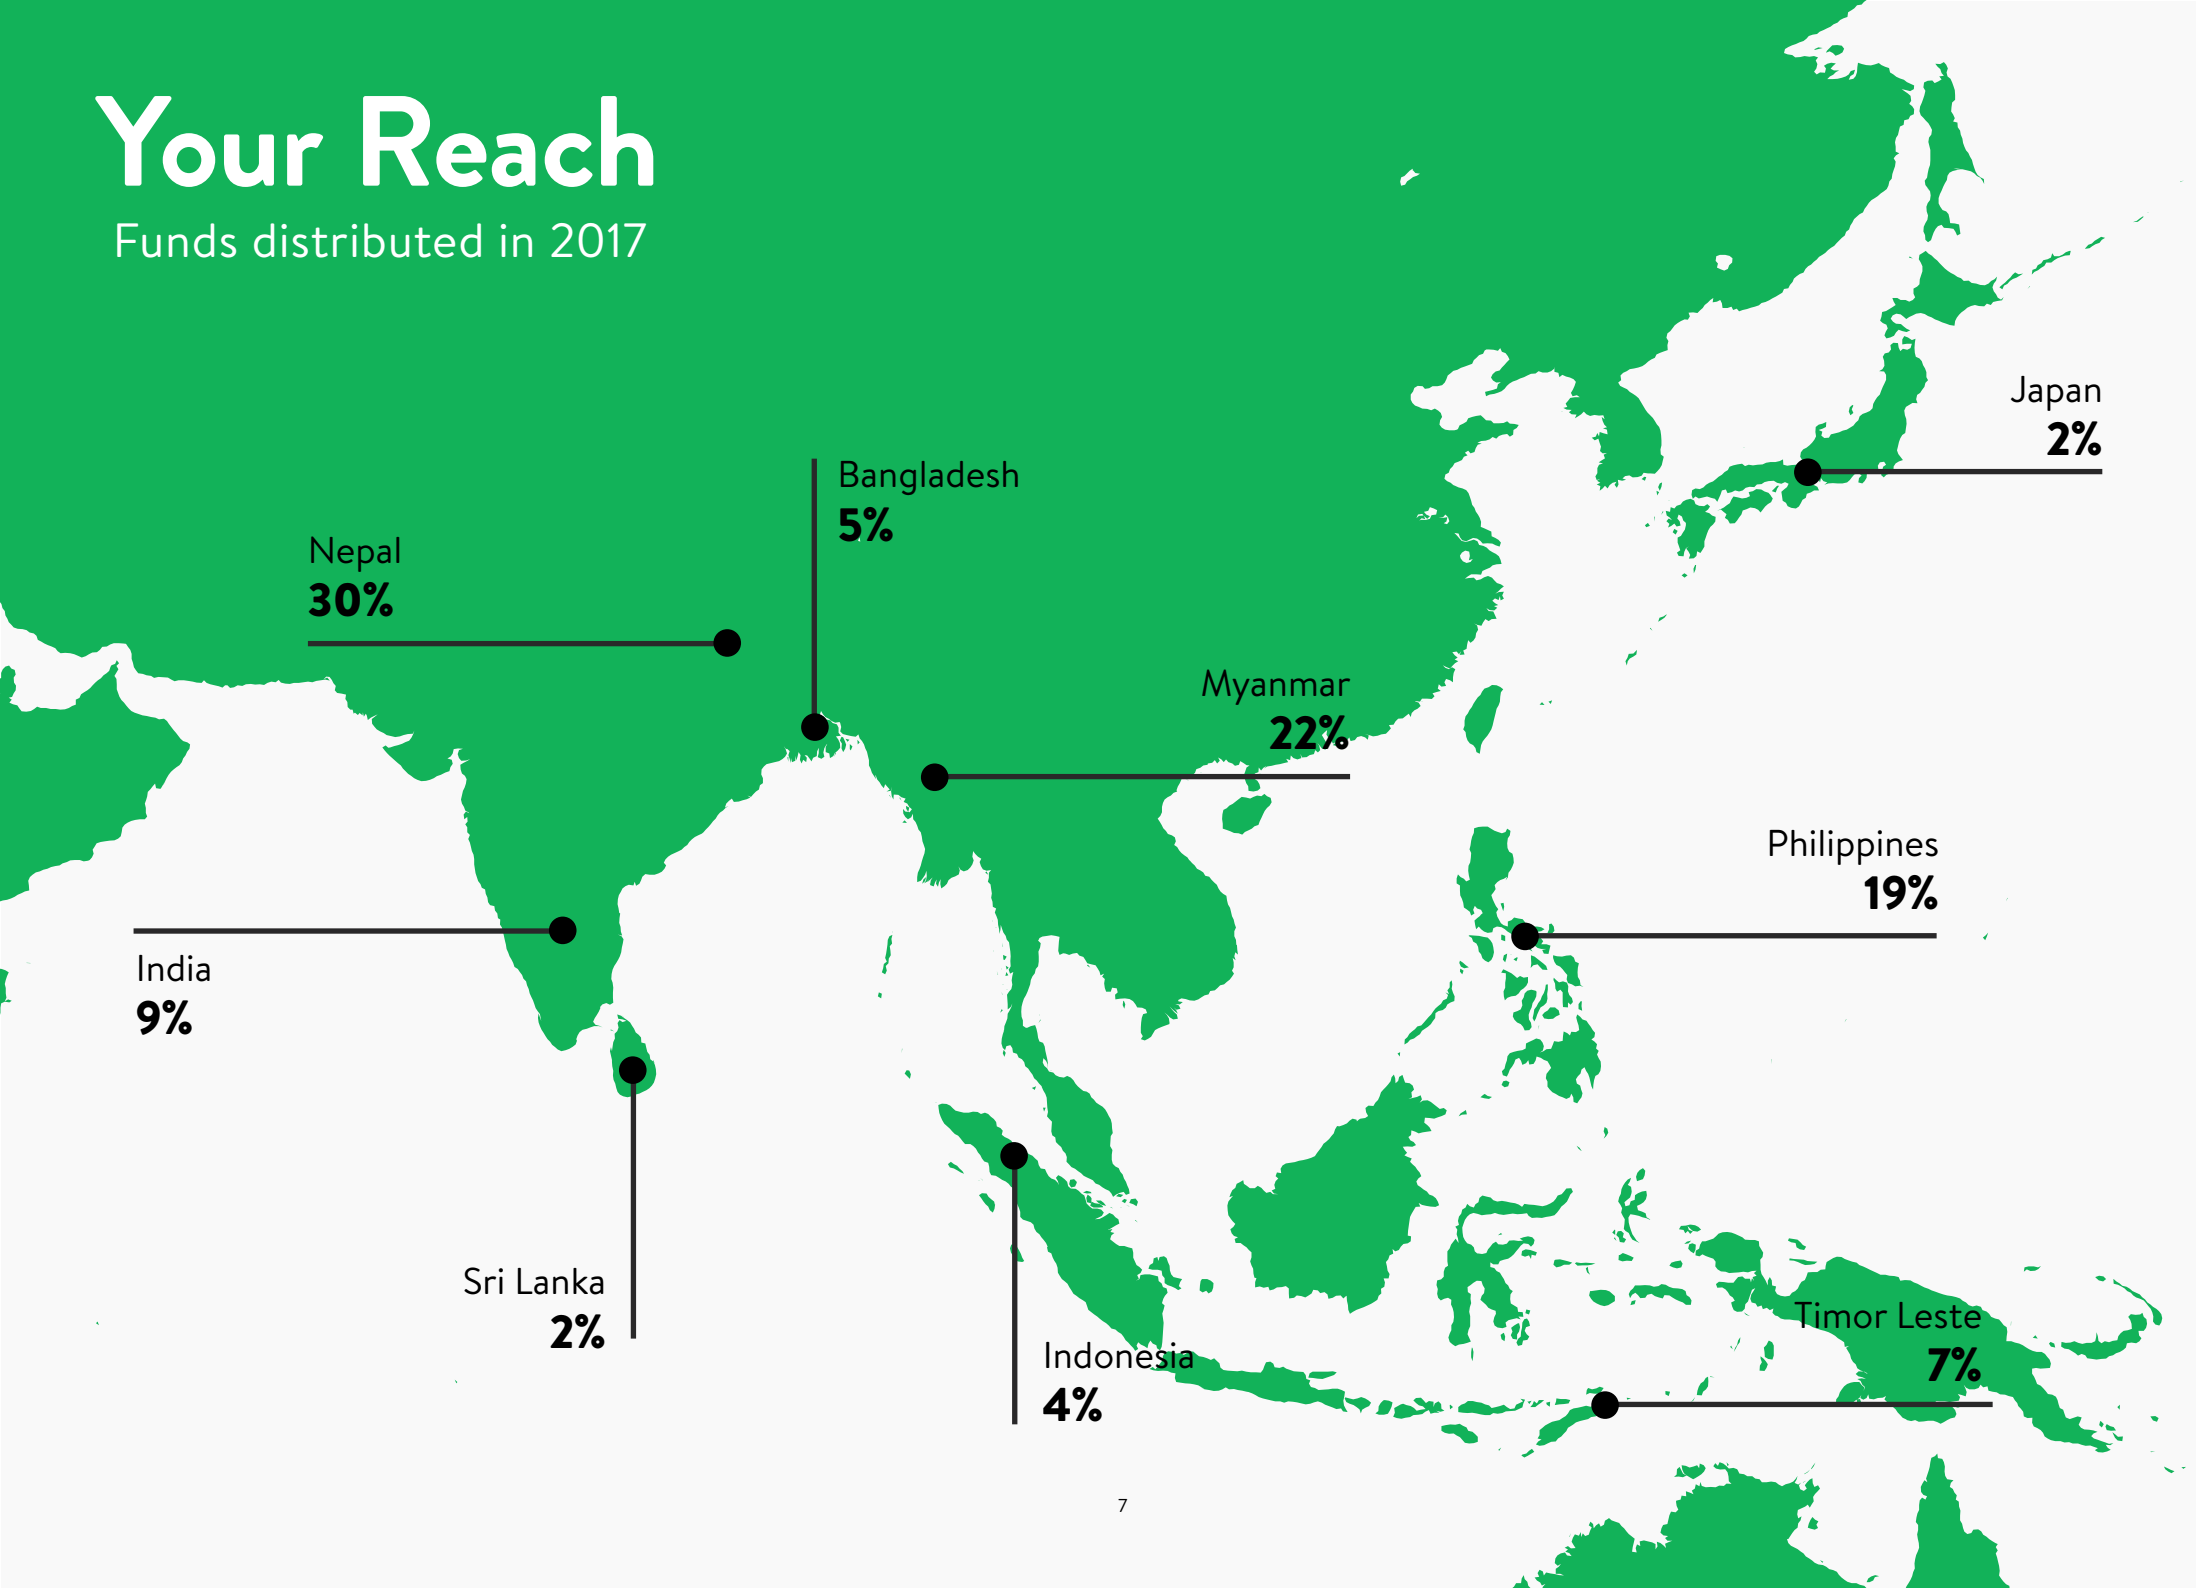 Your Reach
Funds distributed in 2017
Japan
2%
Bangladesh
5%
Nepal
30%
Myanmar
22%
Philippines
19%
India
9%
Sri Lanka
2%
Indonesia
4%
Timor Leste
7%
7